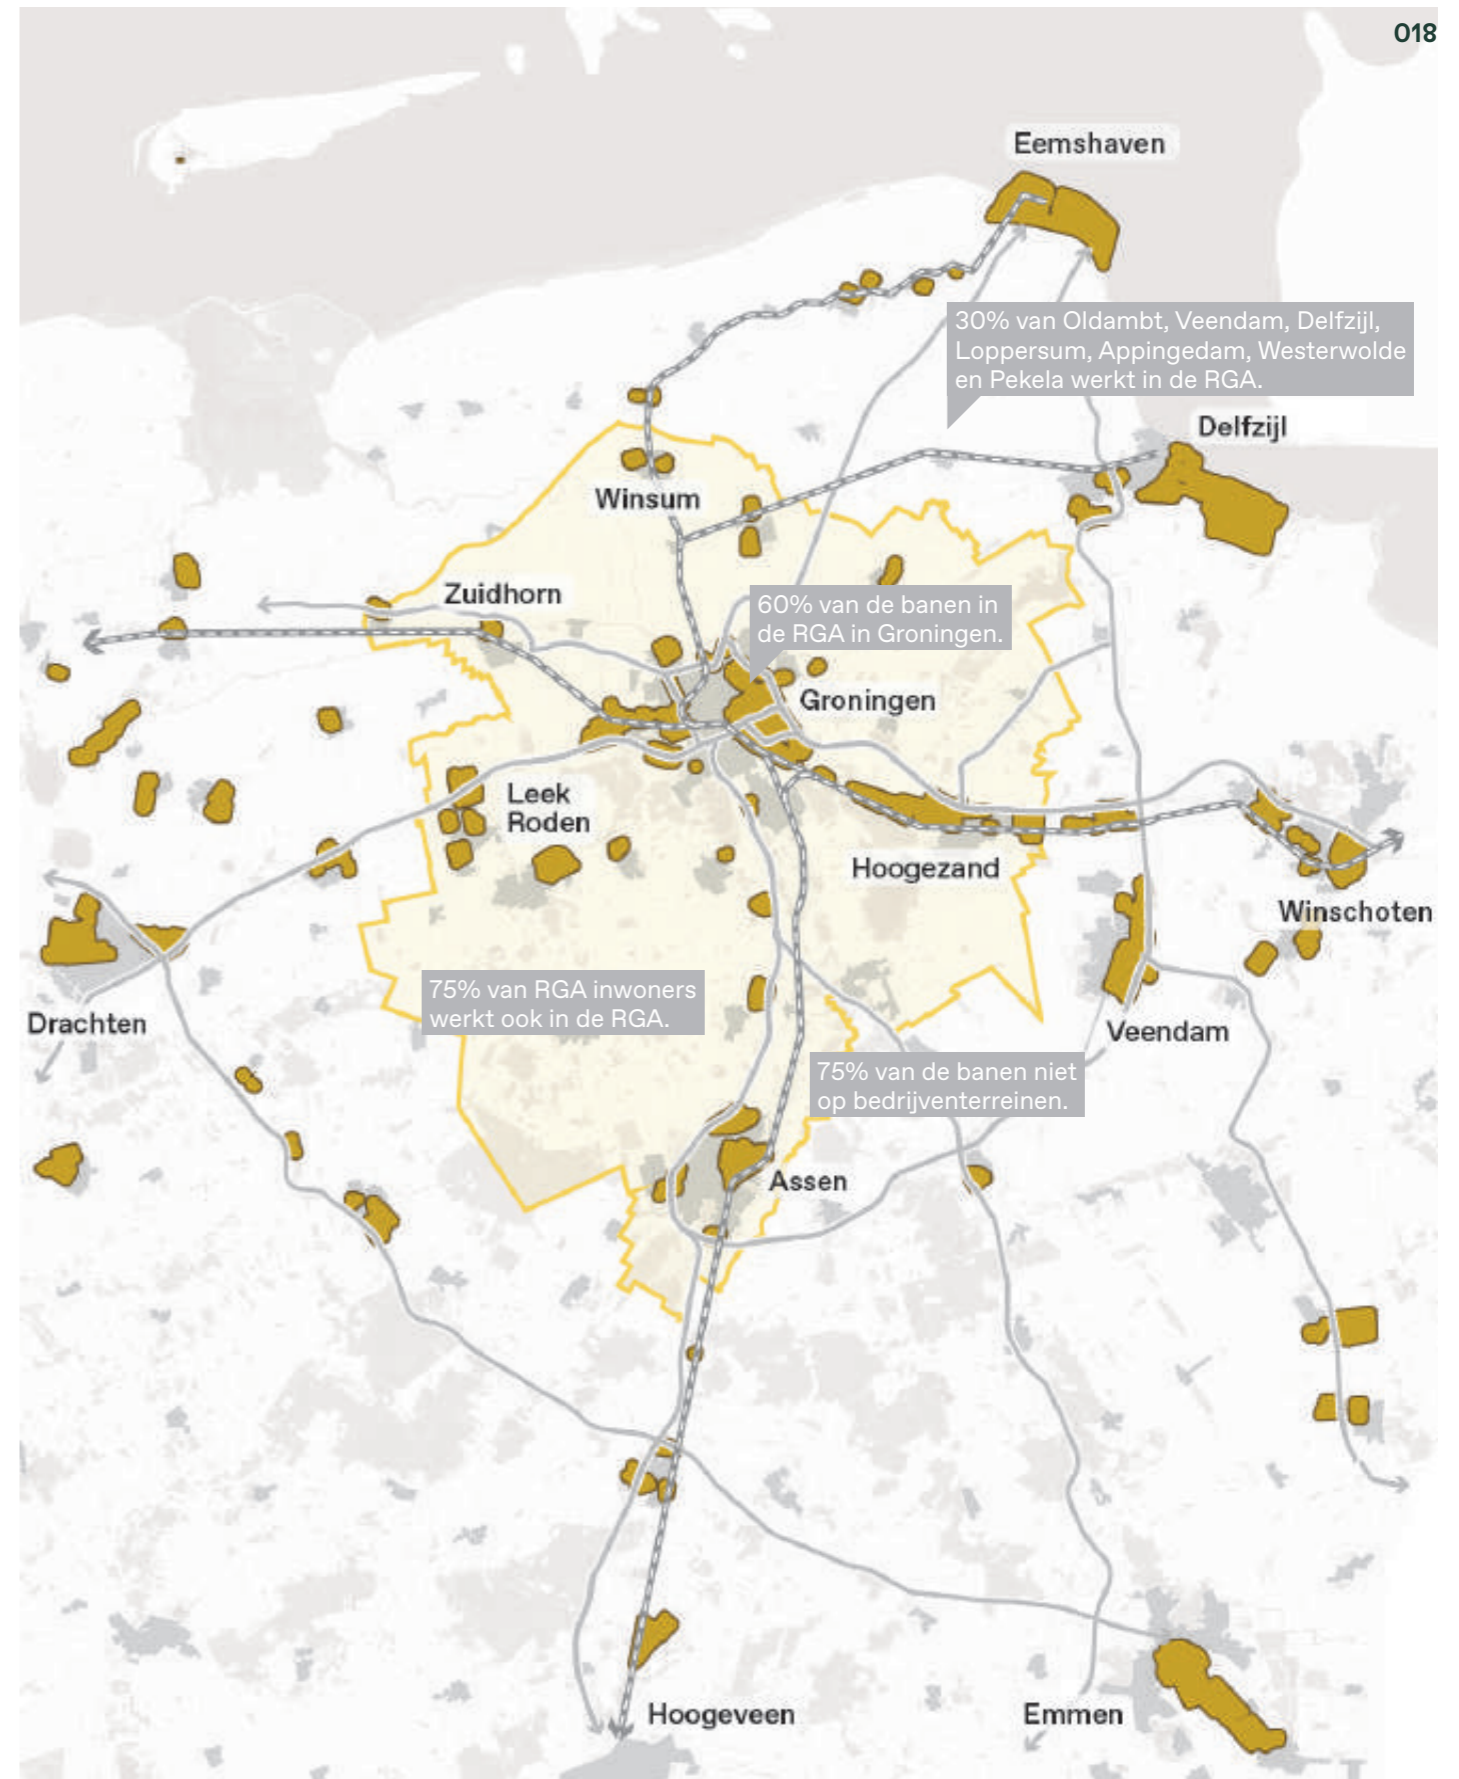 018
Eemshaven
30% van Oldambt, Veendam, Delfzijl,
Loppersum, Appingedam, Westerwolde
en Pekela werkt in de RGA.
Delfzijl
Winsum
Zuidhorn
60% van de banen in
de RGA in Groningen.
Groningen
Leek
Roden
Hoogezand
Winschoten
75% van RGA inwoners
werkt ook in de RGA.
Drachten
Veendam
75% van de banen niet
op bedrijventerreinen.
Assen
Hoogeveen
Emmen